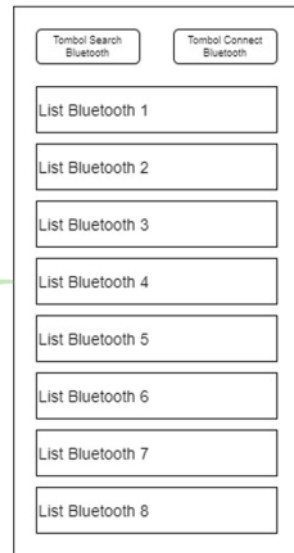 Tombol Search
Bluetooth
Tombol Connect
Bluetooth
List Bluetooth 1
List Bluetooth 2
List Bluetooth 3
List Bluetooth 4
List Bluetooth 5
List Bluetooth 6
List Bluetooth 7
List Bluetooth 8